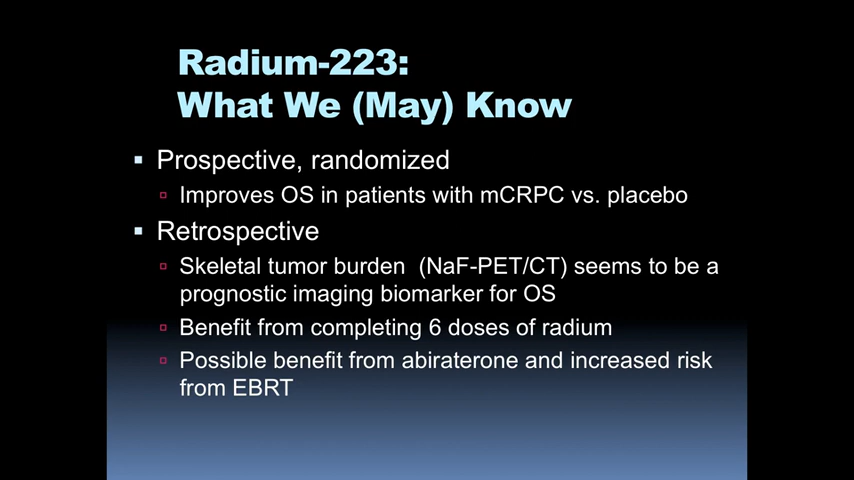 Radium-223:
What We (May) Know
Prospective, randomized
Improves OS in patients with mCRPC vs. placebo
Retrospective
Skeletal tumor burden (NaF-PET/CT) seems to be a
prognostic imaging biomarker for OS
Benefit from completing 6 doses of radium
Possible benefit from abiraterone and increased risk
from EBRT